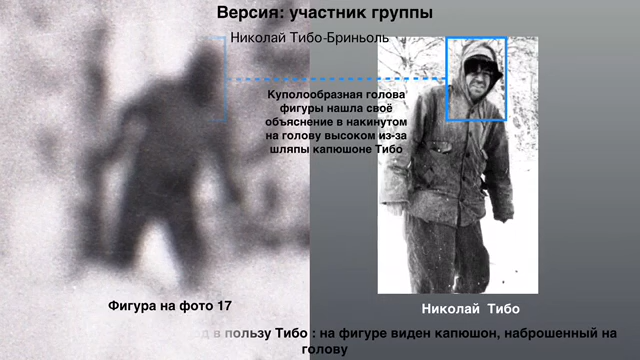 Версия: участник группы
Николай Тибо-Бриньоль
Куполообразная голова
фигуры нашла своё
объяснение в накинутом
на голову высоком из-за
шляпы капюшоне Тибо
Фигура на фото 17
Николай Тибо
в пользу Тибо : на фигуре виден капюшон, наброшенный на
голову